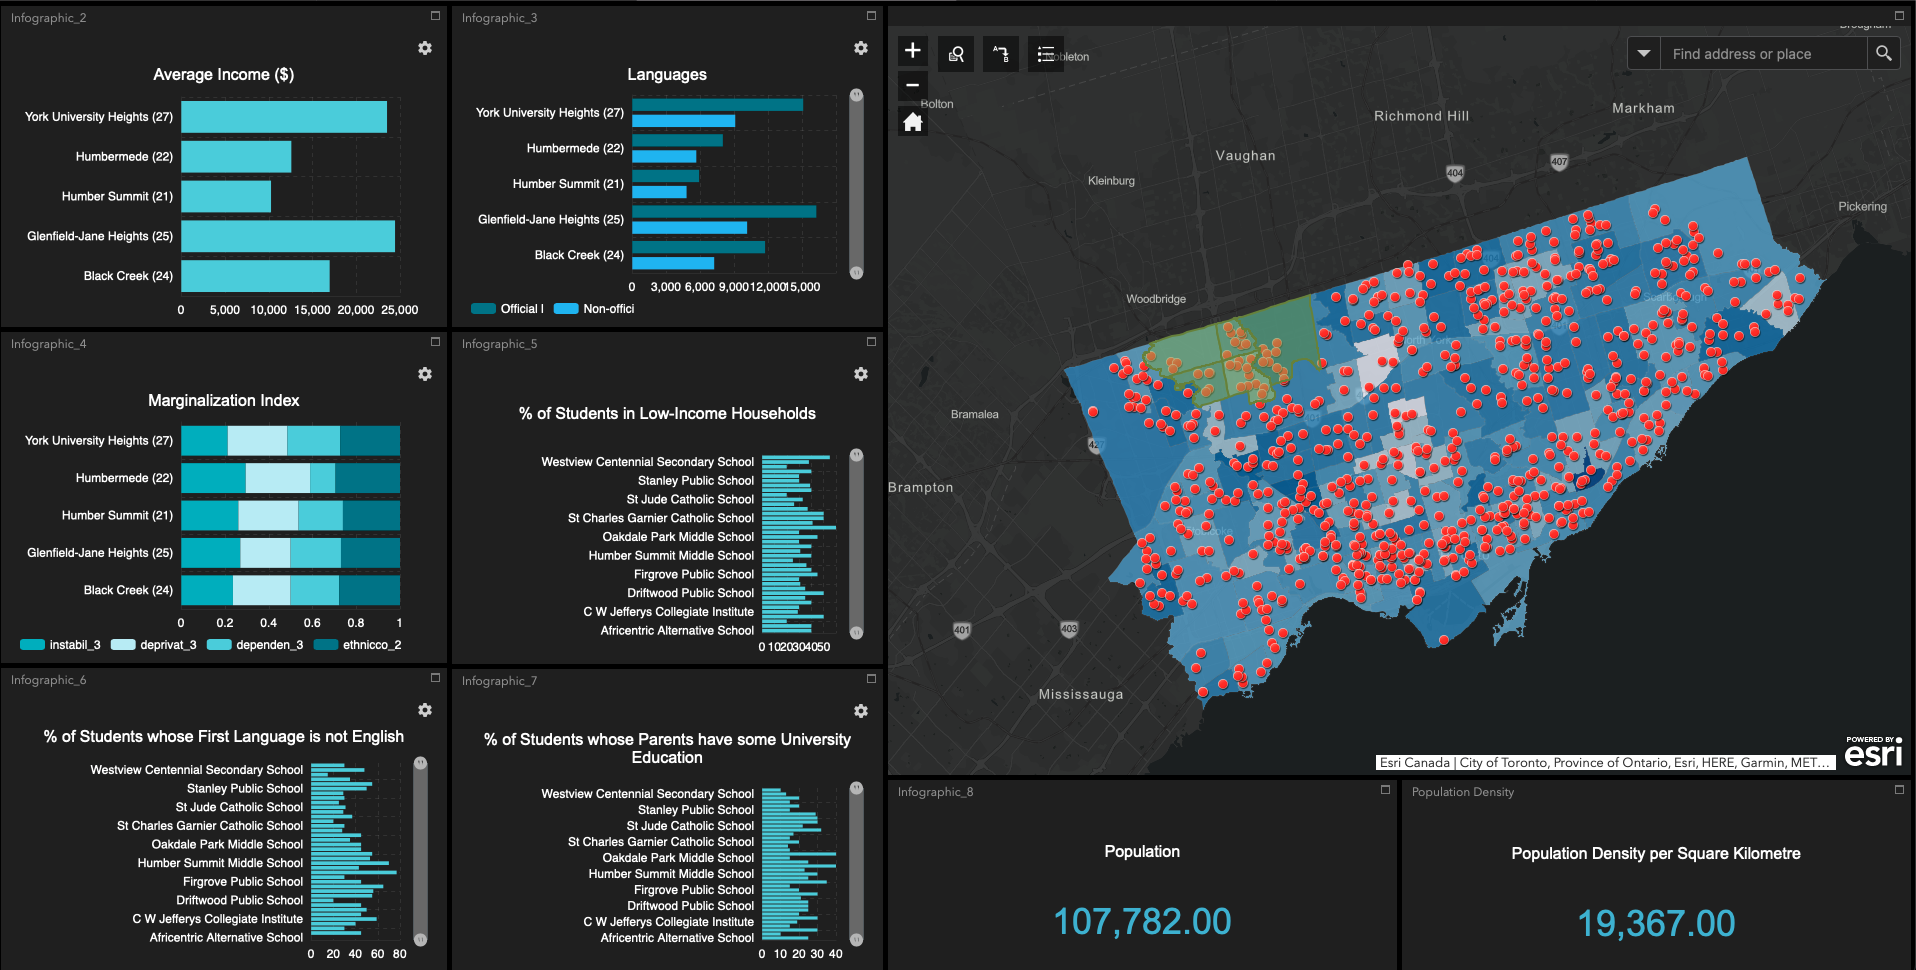 Infographic_2
Average Income ($)
York University Heights (27)
Humbermede (22)
Humber Summit (21)
Glenfield-Jane Heights (25)
Black Creek (24)
0 5,000 10,000 15,000 20,000 25,000
Infographic_3
Languages
York University Heights (27)
Humbermede (22)
Humber Summit (21)
Glenfield-Jane Heights (25)
Black Creek (24)
0 3,000 6,000 9,000 12,000 15,000
Official l Non-offici
Infographic_4
Marginalization Index
York University Heights (27)
Humbermede (22)
Humber Summit (21)
Glenfield-Jane Heights (25)
Black Creek (24)
0 0.2 0.4 0.6 0.8 1
instabil_3 deprivat_3 dependen_3 ethnicco_2
Infographic_5
% of Students in Low-Income Households
Westview Centennial Secondary School
Stanley Public School
St Jude Catholic School
St Charles Garnier Catholic School
Oakdale Park Middle School
Humber Summit Middle School
Firgrove Public School
Driftwood Public School
C W Jefferys Collegiate Institute
Africentric Alternative School
0 10 20 30 40 50
Infographic_6
% of Students whose First Language is not English
Westview Centennial Secondary School
Stanley Public School
St Jude Catholic School
St Charles Garnier Catholic School
Oakdale Park Middle School
Humber Summit Middle School
Firgrove Public School
Driftwood Public School
C W Jefferys Collegiate Institute
Africentric Alternative School
0 20 40 60 80
Infographic_7
% of Students whose Parents have some University
Education
Westview Centennial Secondary School
Stanley Public School
St Jude Catholic School
St Charles Garnier Catholic School
Oakdale Park Middle School
Humber Summit Middle School
Firgrove Public School
Driftwood Public School
C W Jefferys Collegiate Institute
Africentric Alternative School
0 10 20 30 40
Find address or place
Nobleton
Bolton
Richmond Hill
Markham
Vaughan
Kleinburg
404
407
Pickering
Woodbridge
Bramalea
Brampton
401
403
Mississauga
Esri Canada | City of Toronto, Province of Ontario, Esri, HERE, Garmin, MET...
POWERED BY
esri
Infographic_8
Population
107,782.00
Population Density
Population Density per Square Kilometre
19,367.00